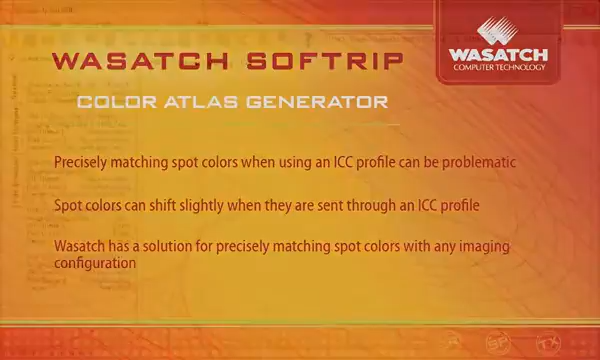 WASATCH SOFTRIP
WASATCH
COMPUTER TECHNOLOGY
COLOR ATLAS GENERATOR
Precisely matching spot colors when using an ICC profile can be problematic
Spot colors can shift slightly when they are sent through an ICC profile
Wasatch has a solution for precisely matching spot colors with any imaging
configuration
SP
TX